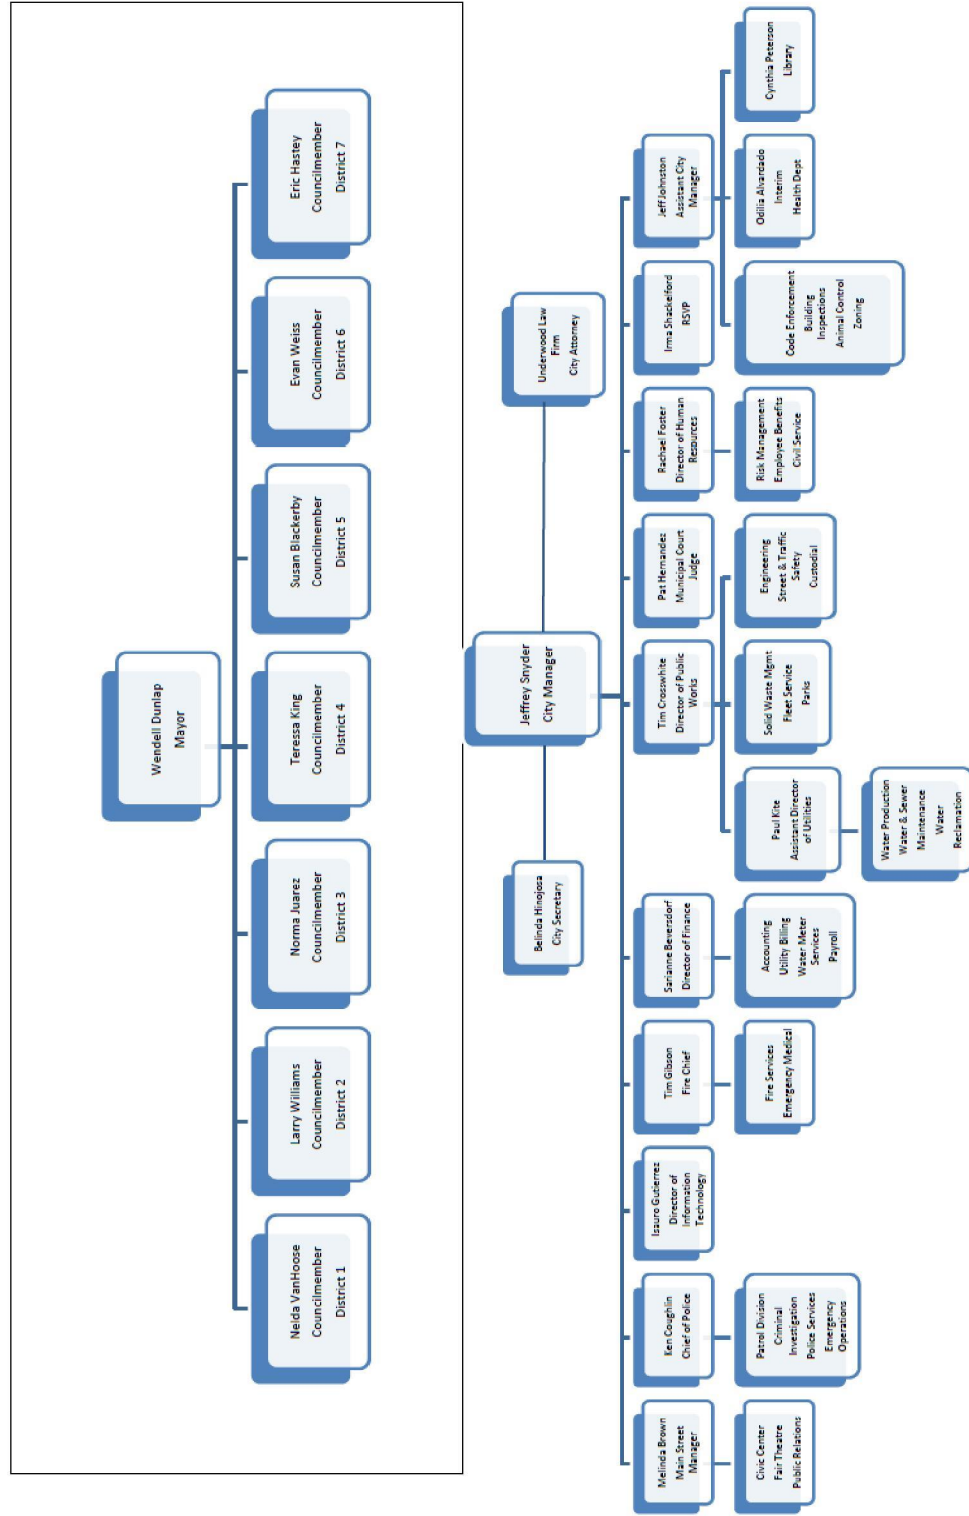 Wendell Dunlap
Mayor
Nelda VanHoose
Councilmember
District 1
Larry Williams
Councilmember
District 2
Norma Juarez
Councilmember
District 3
Teressa King
Councilmember
District 4
Susan Blackerby
Councilmember
District 5
Evan Weiss
Councilmember
District 6
Eric Hastey
Councilmember
District 7
Jeffrey Snyder
City Manager
Belinda Hinojosa
City Secretary
Underwood Law
Firm
City Attorney
Melinda Brown
Main Street
Manager
Ken Coughlin
Chief of Police
Isauro Gutierrez
Director of
Information
Technology
Tim Gibson
Fire Chief
Sarianne Beversdorf
Director of Finance
Tim Crosswhite
Director of Public
Works
Pat Hernandez
Municipal Court
Judge
Rachael Foster
Director of Human
Resources
Irma Shackelford
RSVP
Jeff Johnston
Assistant City
Manager
Civic Center
Fair Theatre
Public Relations
Patrol Division
Criminal
Investigation
Police Services
Emergency
Operations
Fire Services
Emergency Medical
Accounting
Utility Billing
Water Meter
Services
Payroll
Paul Kite
Assistant Director
of Utilities
Solid Waste Mgmt
Fleet Service
Parks
Engineering
Street & Traffic
Safety
Custodial
Risk Management
Employee Benefits
Civil Service
Code Enforcement
Building
Inspections
Animal Control
Zoning
Odilia Alvardado
Interim
Health Dept
Cynthia Peterson
Library
Water Production
Water & Sewer
Maintenance
Water
Reclamation